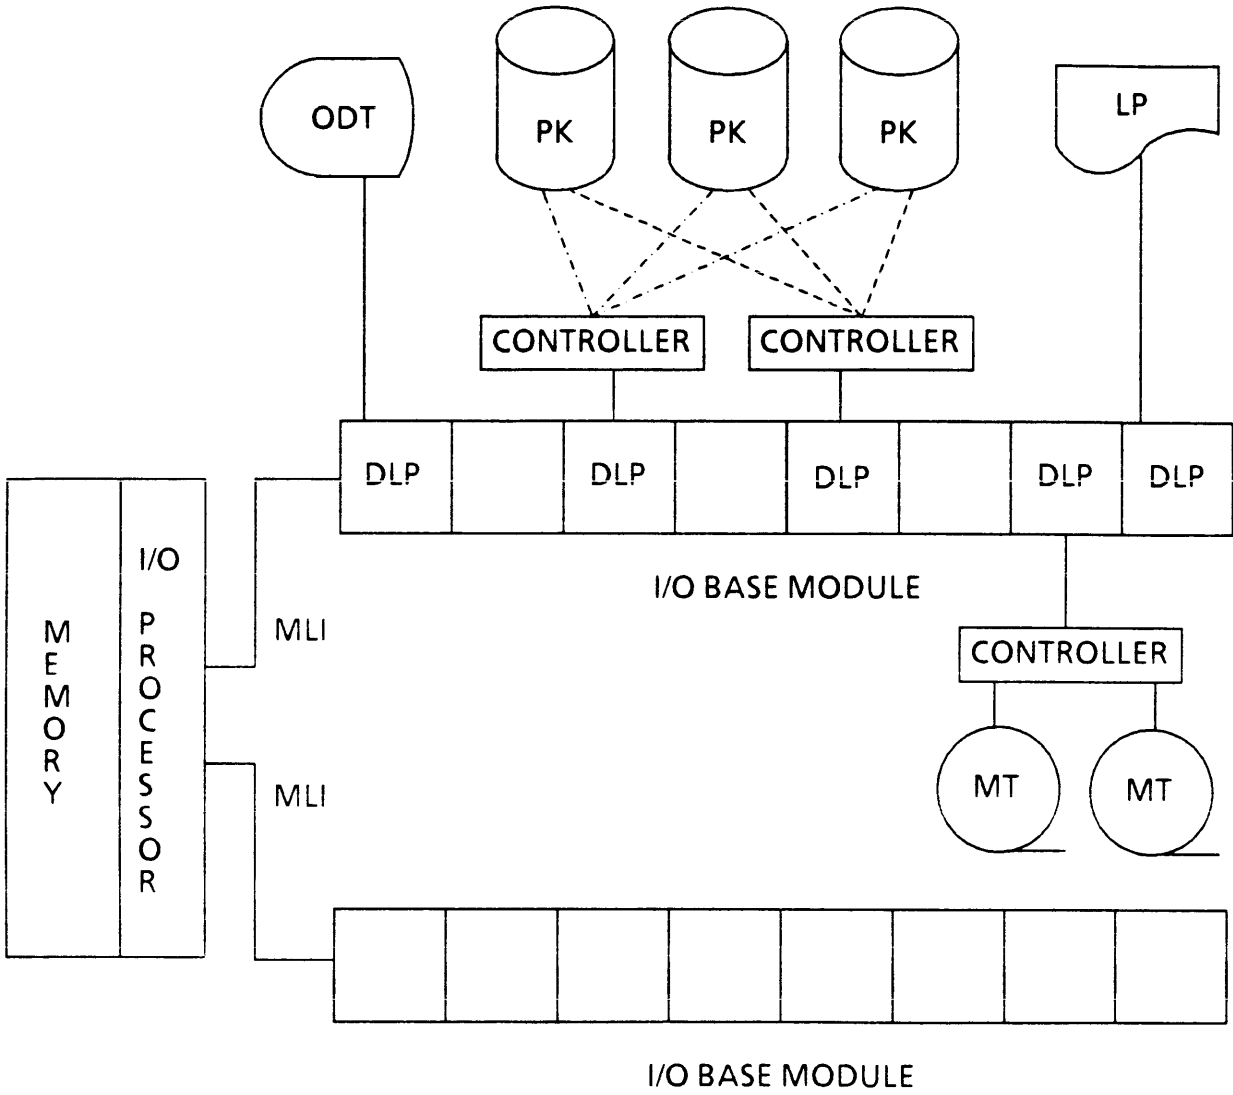 ODT
PK
PK
PK
LP
CONTROLLER
CONTROLLER
DLP
DLP
DLP
DLP
DLP
I/O BASE MODULE
MEMORY
I/O PROCESSOR
MLI
MLI
CONTROLLER
MT
MT
I/O BASE MODULE